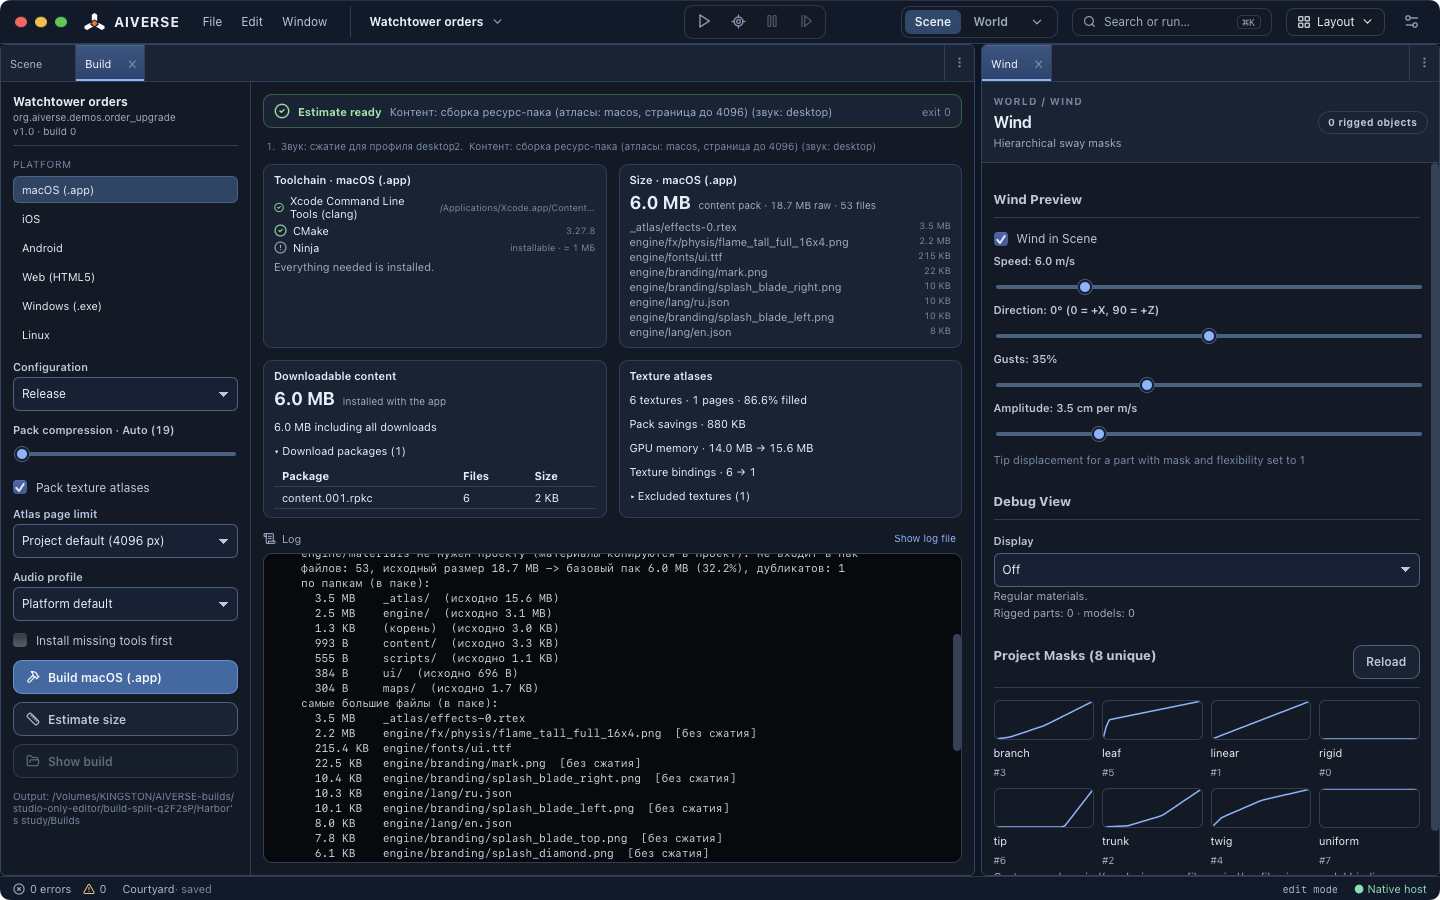 AIVERSE File Edit Window Watchtower orders Scene World Search or run... ⌘K Layout
Scene Build
Watchtower orders
org.aiverse.demos.order_upgrade
v1.0 · build 0
PLATFORM
macOS (.app)
iOS
Android
Web (HTML5)
Windows (.exe)
Linux
Configuration
Release
Pack compression · Auto (19)
Pack texture atlases
Atlas page limit
Project default (4096 px)
Audio profile
Platform default
Install missing tools first
Build macOS (.app)
Estimate size
Show build
Output: /Volumes/KINGSTON/AIVERSE-builds/
studio-only-editor/build-split-q2F2sP/Harbor'
s study/Builds
Estimate ready Контент: сборка ресурс-пака (атласы: macos, страница до 4096) (звук: desktop) exit 0
1. Звук: сжатие для профиля desktop2. Контент: сборка ресурс-пака (атласы: macos, страница до 4096) (звук: desktop)
Toolchain · macOS (.app)
Xcode Command Line
Tools (clang) /Applications/Xcode.app/Content...
CMake 3.27.8
Ninja installable · ≈ 1 МБ
Everything needed is installed.
Size · macOS (.app)
6.0 MB content pack · 18.7 MB raw · 53 files
_atlas/effects-0.rtex 3.5 MB
engine/fx/physis/flame_tall_full_16x4.png 2.2 MB
engine/fonts/ui.ttf 215 KB
engine/branding/mark.png 22 KB
engine/branding/splash_blade_right.png 10 KB
engine/lang/ru.json 10 KB
engine/branding/splash_blade_left.png 10 KB
engine/lang/en.json 8 KB
Downloadable content
6.0 MB installed with the app
6.0 MB including all downloads
Download packages (1)
Package Files Size
content.001.rpkc 6 2 KB
Texture atlases
6 textures · 1 pages · 86.6% filled
Pack savings · 880 KB
GPU memory · 14.0 MB → 15.6 MB
Texture bindings · 6 → 1
Excluded textures (1)
Log Show log file
engine/materials не нужен проекту (материалы копируются в проект): не входит в пак
файлов: 53, исходный размер 18.7 MB -> базовый пак 6.0 MB (32.2%), дубликатов: 1
по папкам (в паке):
3.5 MB _atlas/ (исходно 15.6 MB)
2.5 MB engine/ (исходно 3.1 MB)
1.3 KB (корень) (исходно 3.0 KB)
993 B content/ (исходно 3.3 KB)
555 B scripts/ (исходно 1.1 KB)
384 B ui/ (исходно 696 B)
304 B maps/ (исходно 1.7 KB)
самые большие файлы (в паке):
3.5 MB _atlas/effects-0.rtex
2.2 MB engine/fx/physis/flame_tall_full_16x4.png [без сжатия]
215.4 KB engine/fonts/ui.ttf
22.5 KB engine/branding/mark.png [без сжатия]
10.4 KB engine/branding/splash_blade_right.png [без сжатия]
10.3 KB engine/lang/ru.json
10.1 KB engine/branding/splash_blade_left.png [без сжатия]
8.0 KB engine/lang/en.json
7.8 KB engine/branding/splash_blade_top.png [без сжатия]
6.1 KB engine/branding/splash_diamond.png [без сжатия]
Wind
WORLD / WIND
Wind 0 rigged objects
Hierarchical sway masks
Wind Preview
Wind in Scene
Speed: 6.0 m/s
Direction: 0° (0 = +X, 90 = +Z)
Gusts: 35%
Amplitude: 3.5 cm per m/s
Tip displacement for a part with mask and flexibility set to 1
Debug View
Display
Off
Regular materials.
Rigged parts: 0 · models: 0
Project Masks (8 unique) Reload
branch leaf linear rigid
#3 #5 #1 #0
tip trunk twig uniform
#6 #2 #4 #7
0 errors 0 Courtyard · saved edit mode Native host